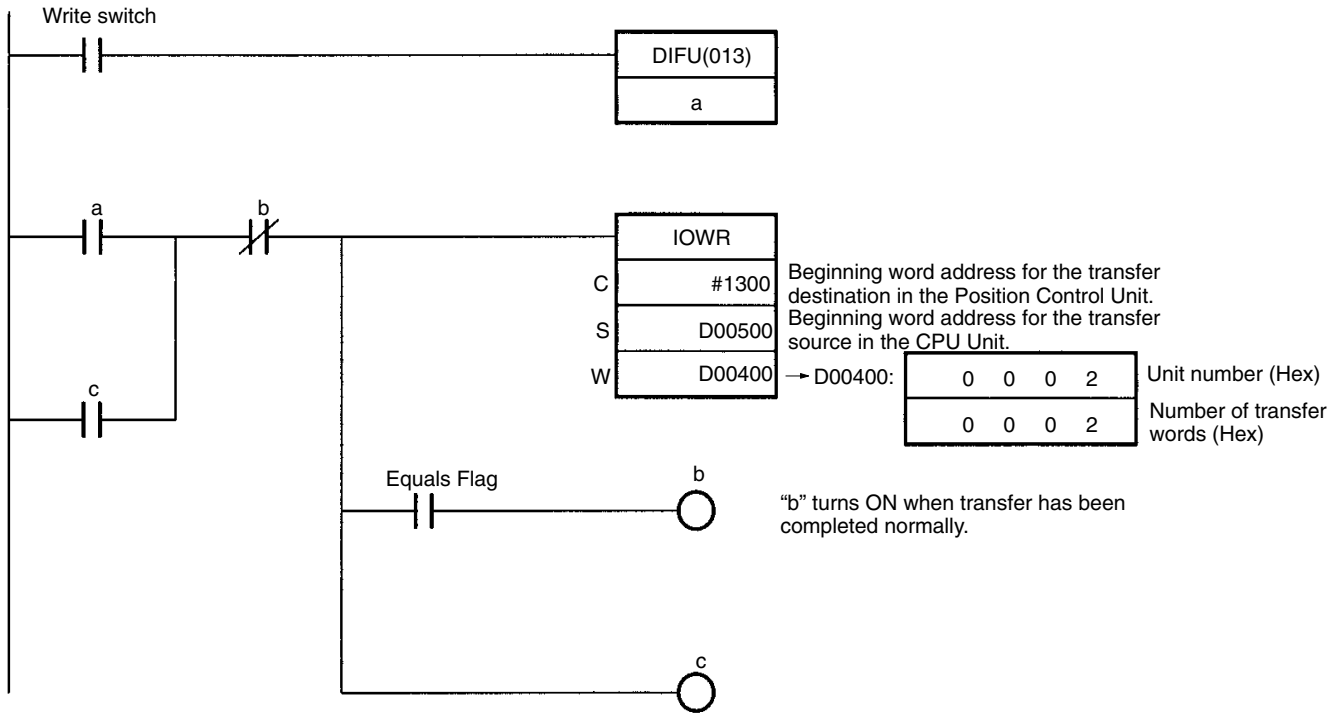 Write switch
DIFU(013)
a
a
b
IOWR
C
#1300
Beginning word address for the transfer
destination in the Position Control Unit.
S
D00500
Beginning word address for the transfer
source in the CPU Unit.
W
D00400
D00400:
0 0 0 2
Unit number (Hex)
0 0 0 2
Number of transfer
words (Hex)
c
Equals Flag
b
“b” turns ON when transfer has been
completed normally.
c